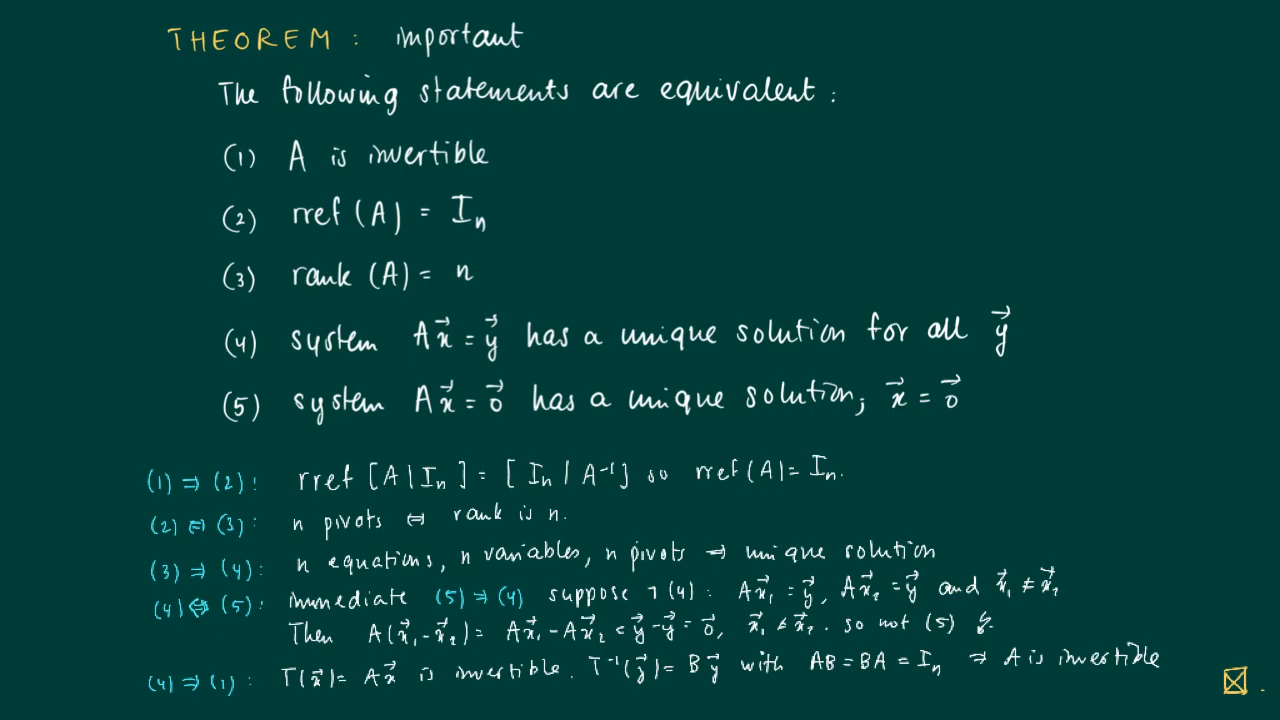 THEOREM : important
The following statements are equivalent :
(1) A is invertible
(2) rref (A) = Iₙ
(3) rank (A) = n
(4) system Ax⃗ = y⃗ has a unique solution for all y⃗
(5) system Ax⃗ = 0⃗ has a unique solution, x⃗ = 0⃗
(1) ⇒ (2) : rref [A | Iₙ] = [Iₙ | A⁻¹] so rref (A) = Iₙ.
(2) ⇔ (3) : n pivots ⇔ rank is n.
(3) ⇒ (4) : n equations, n variables, n pivots ⇒ unique solution
(4) ⇔ (5) : immediate (5) ⇒ (4) suppose ¬(4) : Ax⃗₁ = y⃗, Ax⃗₂ = y⃗ and x⃗₁ ≠ x⃗₂
Then A(x⃗₁-x⃗₂) = Ax⃗₁ - Ax⃗₂ = y⃗ - y⃗ = 0⃗, x⃗₁ ≠ x⃗₂. so not (5) ↯
(4) ⇒ (1) : T(x⃗) = Ax⃗ is invertible. T⁻¹(y⃗) = By⃗ with AB = BA = Iₙ ⇒ A is invertible